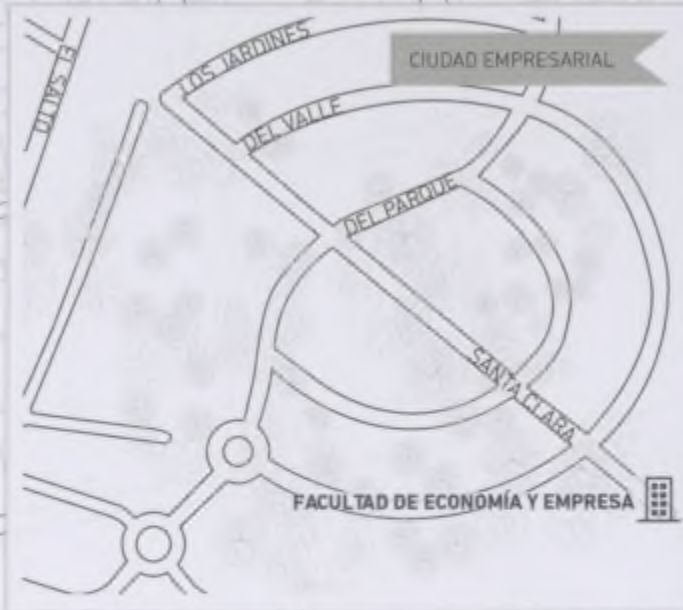 EL SALTO
LOS JARDINES
CIUDAD EMPRESARIAL
DEL VALLE
DEL PARQUE
SANTA CLARA
FACULTAD DE ECONOMÍA Y EMPRESA